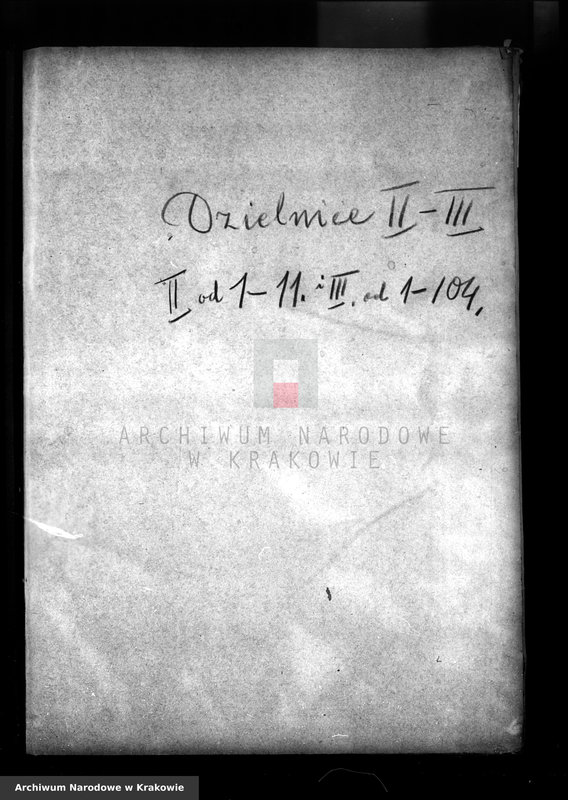 Dzielnice II-III
II od 1-11. i III. od 1-104.
ARCHIWUM NARODOWE
W KRAKOWIE
Archiwum Narodowe w Krakowie